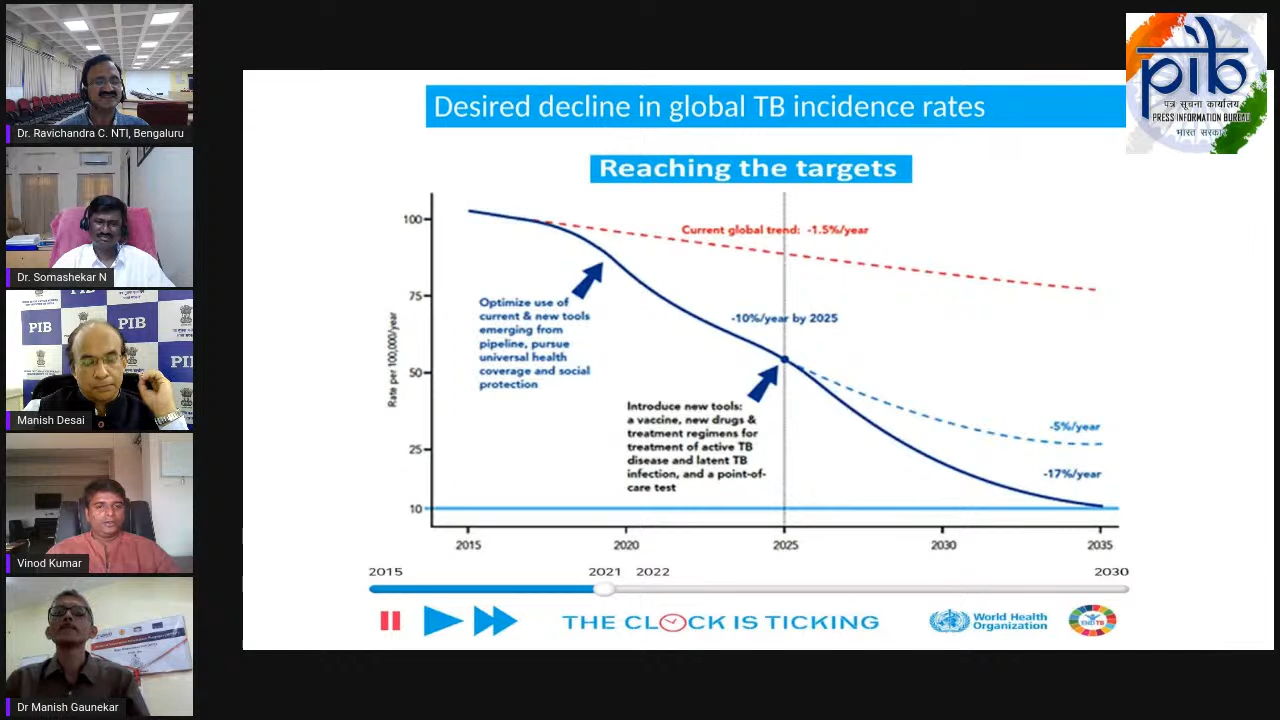 Dr. Ravichandra C. NTI, Bengaluru
Dr. Somashekar N
PIB
PIB
PIB
Manish Desai
Vinod Kumar
Dr Manish Gaunekar
pib
पत्र सूचना कार्यालय
PRESS INFORMATION BUREAU
भारत सरकार
Desired decline in global TB incidence rates
Reaching the targets
Rate per 100,000/year
100
75
50
25
10
Current global trend: -1.5%/year
Optimize use of
current & new tools
emerging from
pipeline, pursue
universal health
coverage and social
protection
-10%/year by 2025
Introduce new tools:
a vaccine, new drugs &
treatment regimens for
treatment of active TB
disease and latent TB
infection, and a point-of-
care test
-5%/year
-17%/year
2015 2020 2025 2030 2035
2015 2021 2022 2030
THE CLOCK IS TICKING
World Health
Organization
END TB